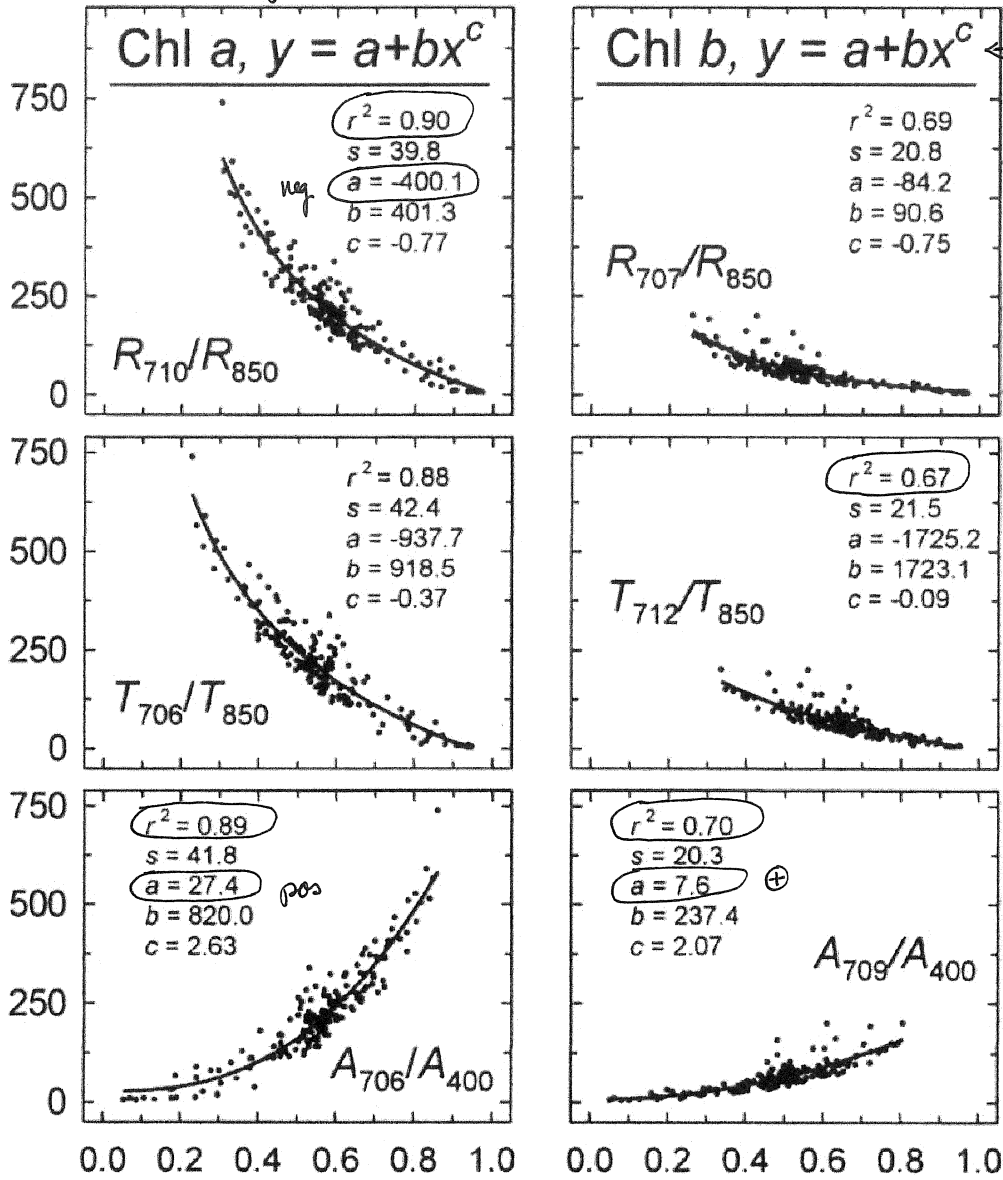 Chl a, y = a+bx^c
r² = 0.90
s = 39.8
neg a = -400.1
b = 401.3
c = -0.77
R710/R850
750
500
250
0
Chl b, y = a+bx^c
r² = 0.69
s = 20.8
a = -84.2
b = 90.6
c = -0.75
R707/R850
r² = 0.88
s = 42.4
a = -937.7
b = 918.5
c = -0.37
T706/T850
750
500
250
0
r² = 0.67
s = 21.5
a = -1725.2
b = 1723.1
c = -0.09
T712/T850
r² = 0.89
s = 41.8
a = 27.4 pos
b = 820.0
c = 2.63
A706/A400
750
500
250
0
0.0 0.2 0.4 0.6 0.8 1.0
r² = 0.70
s = 20.3
a = 7.6 ⊕
b = 237.4
c = 2.07
A709/A400
0.0 0.2 0.4 0.6 0.8 1.0